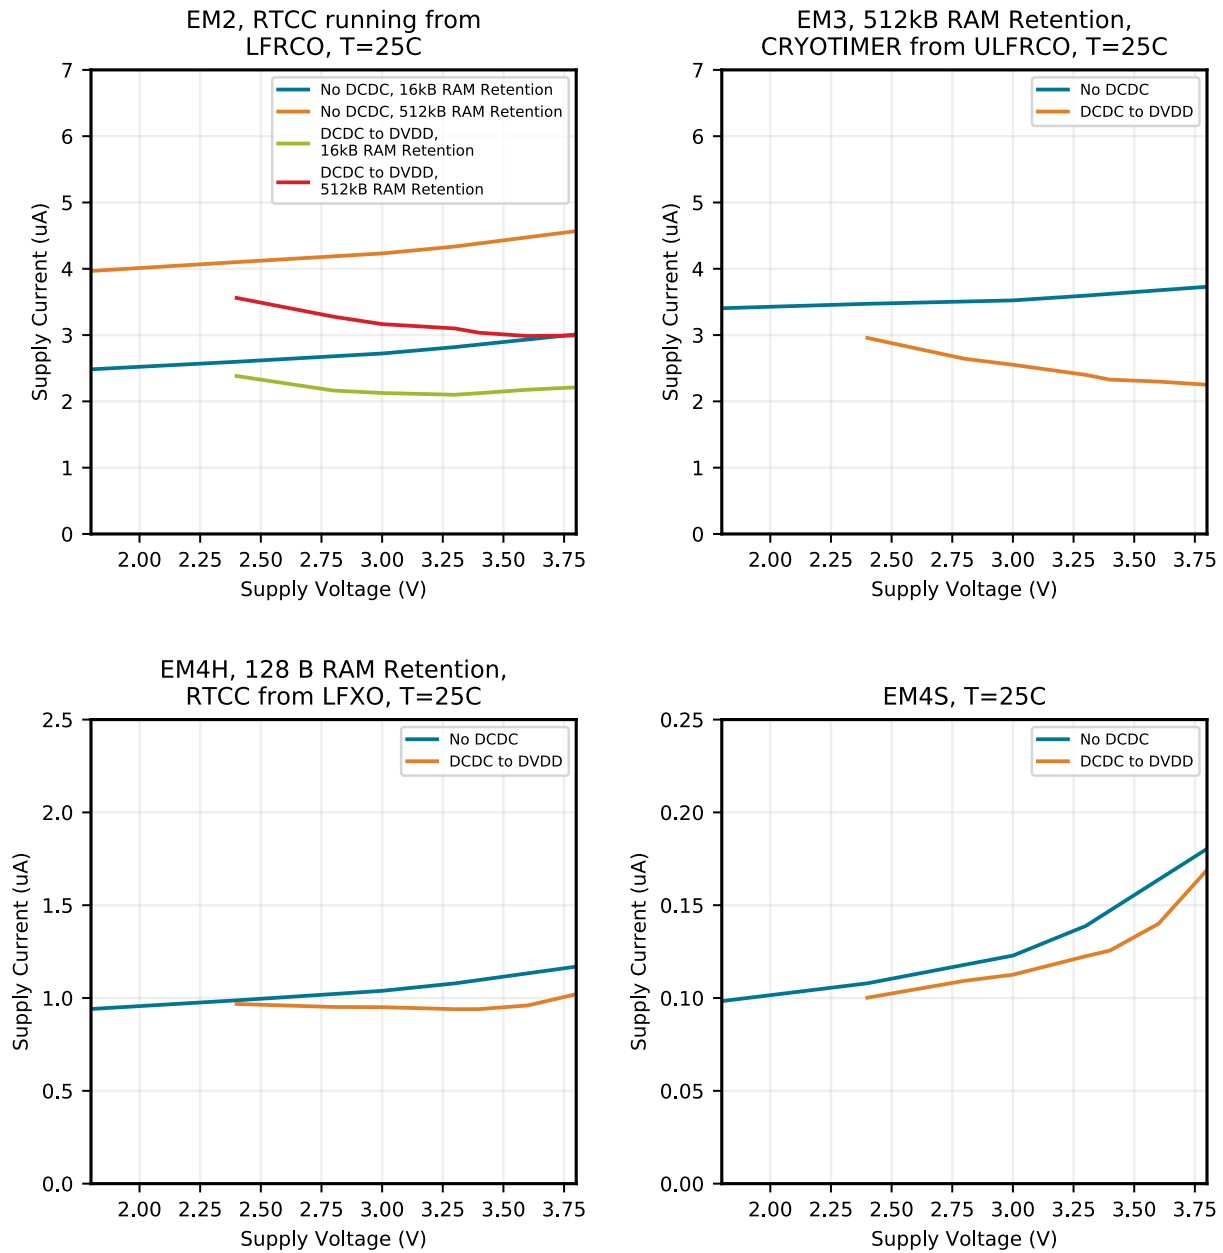 EM2, RTCC running from
LFRCO, T=25C
7
6
5
4
3
2
1
0
Supply Current (uA)
No DCDC, 16kB RAM Retention
No DCDC, 512kB RAM Retention
DCDC to DVDD,
16kB RAM Retention
DCDC to DVDD,
512kB RAM Retention
2.00 2.25 2.50 2.75 3.00 3.25 3.50 3.75
Supply Voltage (V)
EM3, 512kB RAM Retention,
CRYOTIMER from ULFRCO, T=25C
7
6
5
4
3
2
1
0
Supply Current (uA)
No DCDC
DCDC to DVDD
2.00 2.25 2.50 2.75 3.00 3.25 3.50 3.75
Supply Voltage (V)
EM4H, 128 B RAM Retention,
RTCC from LFXO, T=25C
2.5
2.0
1.5
1.0
0.5
0.0
Supply Current (uA)
No DCDC
DCDC to DVDD
2.00 2.25 2.50 2.75 3.00 3.25 3.50 3.75
Supply Voltage (V)
EM4S, T=25C
0.25
0.20
0.15
0.10
0.05
0.00
Supply Current (uA)
No DCDC
DCDC to DVDD
2.00 2.25 2.50 2.75 3.00 3.25 3.50 3.75
Supply Voltage (V)